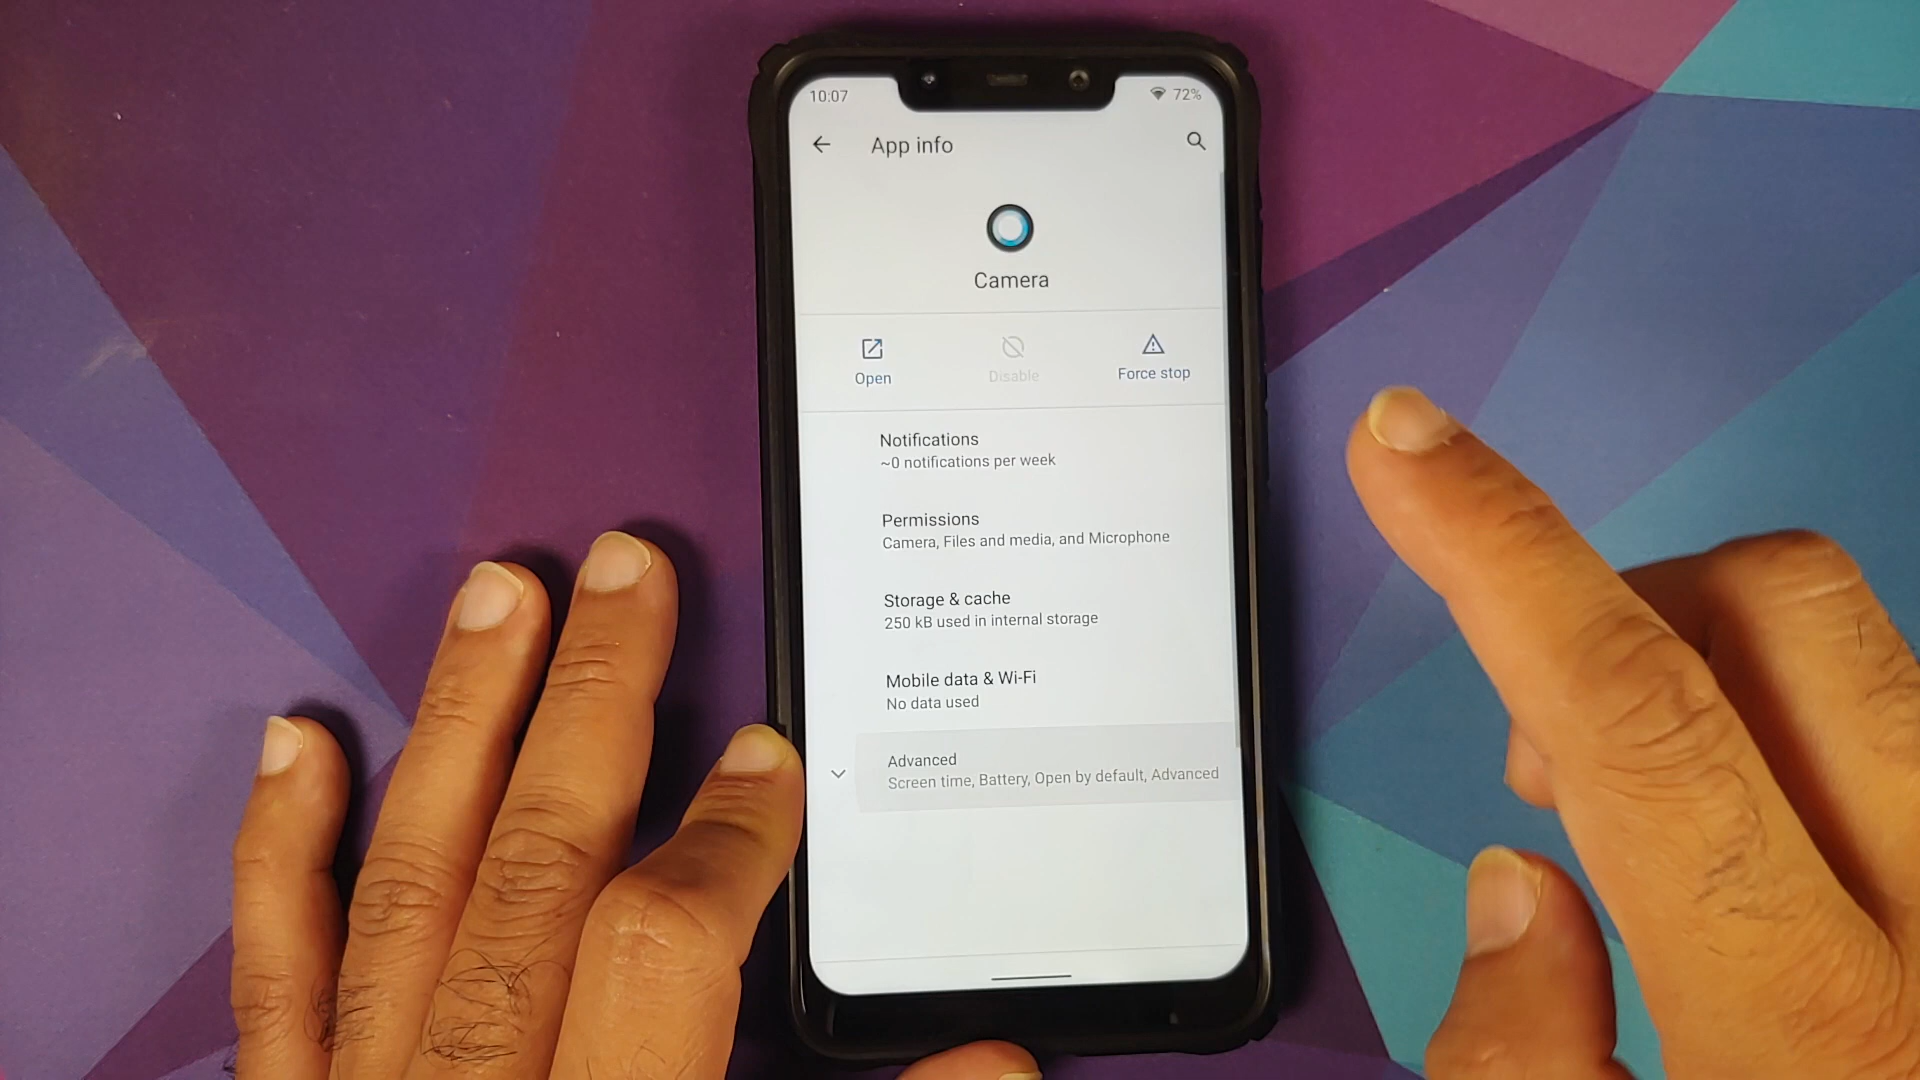 10:07
72%
App info
Camera
Open
Disable
Force stop
Notifications
~0 notifications per week
Permissions
Camera, Files and media, and Microphone
Storage & cache
250 kB used in internal storage
Mobile data & Wi-Fi
No data used
Advanced
Screen time, Battery, Open by default, Advanced